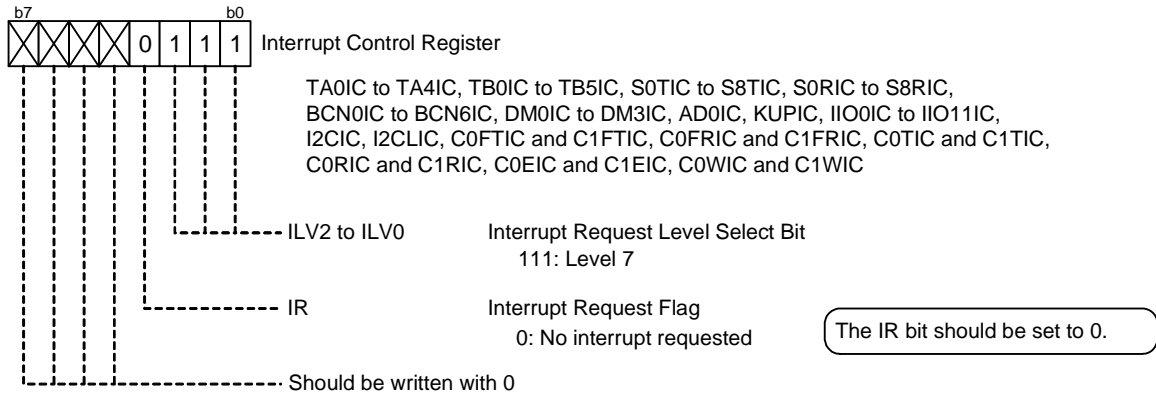 b7 b0
0 1 1 1 Interrupt Control Register
TA0IC to TA4IC, TB0IC to TB5IC, S0TIC to S8TIC, S0RIC to S8RIC,
BCN0IC to BCN6IC, DM0IC to DM3IC, AD0IC, KUPIC, IIO0IC to IIO11IC,
I2CIC, I2CLIC, C0FTIC and C1FTIC, C0FRIC and C1FRIC, C0TIC and C1TIC,
C0RIC and C1RIC, C0EIC and C1EIC, C0WIC and C1WIC
ILV2 to ILV0 Interrupt Request Level Select Bit
111: Level 7
IR Interrupt Request Flag
0: No interrupt requested The IR bit should be set to 0.
Should be written with 0